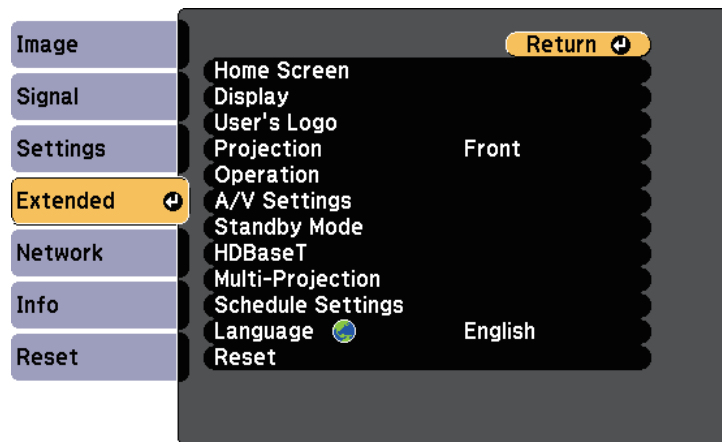 Image
Signal
Settings
Extended
Network
Info
Reset
Return
Home Screen
Display
User's Logo
Projection Front
Operation
A/V Settings
Standby Mode
HDBaseT
Multi-Projection
Schedule Settings
Language English
Reset